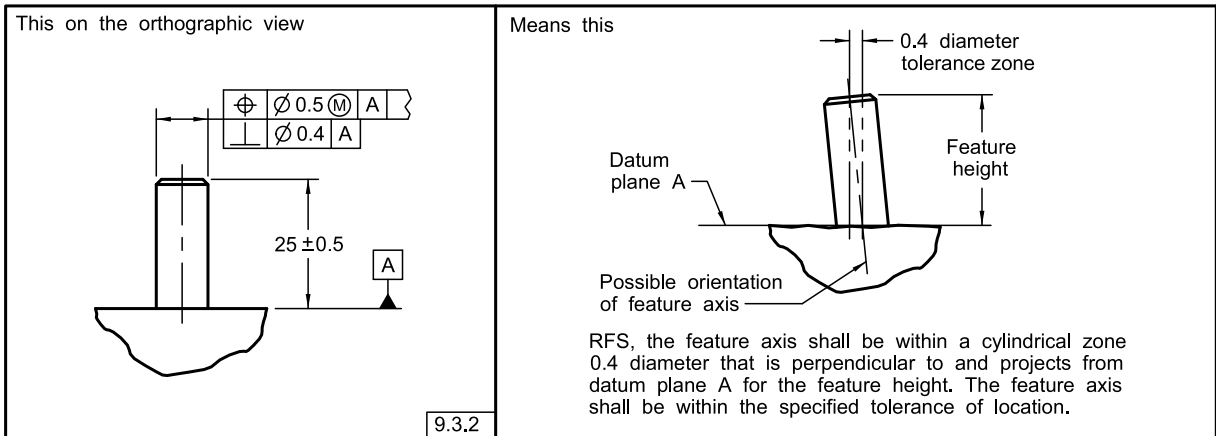 This on the orthographic view
⌖ Ø 0.5 Ⓜ A
⊥ Ø 0.4 A
25 ±0.5
A
9.3.2
Means this
0.4 diameter
tolerance zone
Feature
height
Datum
plane A
Possible orientation
of feature axis
RFS, the feature axis shall be within a cylindrical zone
0.4 diameter that is perpendicular to and projects from
datum plane A for the feature height. The feature axis
shall be within the specified tolerance of location.